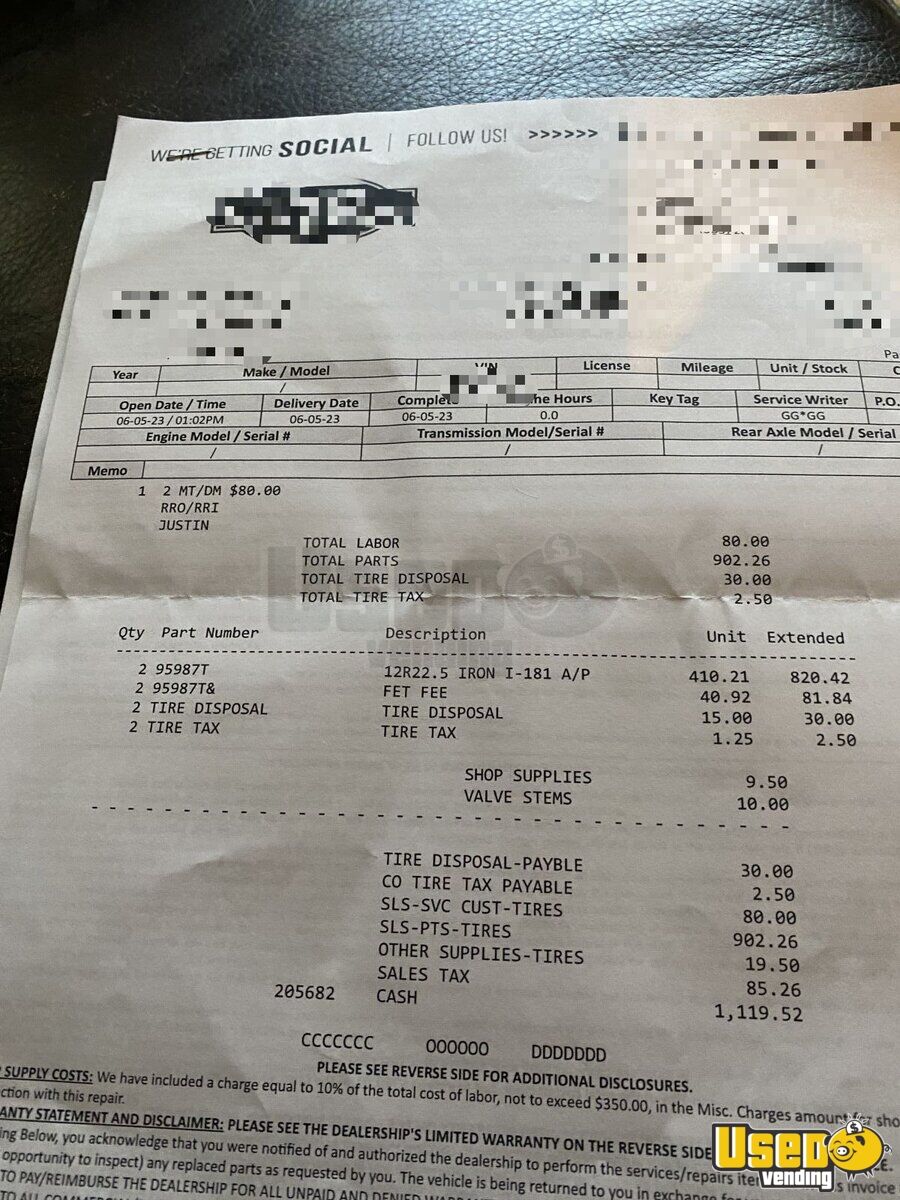 WE'RE GETTING SOCIAL | FOLLOW US! >>>>>>
Pa
Year Make / Model VIN License Mileage Unit / Stock C
/
Open Date / Time Delivery Date Complete Hours Key Tag Service Writer P.O.
06-05-23 / 01:02PM 06-05-23 06-05-23 0.0 GG*GG
Engine Model / Serial # Transmission Model/Serial # Rear Axle Model / Serial
/ / /
Memo
1 2 MT/DM $80.00
RRO/RRI
JUSTIN
TOTAL LABOR 80.00
TOTAL PARTS 902.26
TOTAL TIRE DISPOSAL 30.00
TOTAL TIRE TAX 2.50
Qty Part Number Description Unit Extended
2 95987T 12R22.5 IRON I-181 A/P 410.21 820.42
2 95987T& FET FEE 40.92 81.84
2 TIRE DISPOSAL TIRE DISPOSAL 15.00 30.00
2 TIRE TAX TIRE TAX 1.25 2.50
SHOP SUPPLIES 9.50
VALVE STEMS 10.00
TIRE DISPOSAL-PAYBLE 30.00
CO TIRE TAX PAYABLE 2.50
SLS-SVC CUST-TIRES 80.00
SLS-PTS-TIRES 902.26
OTHER SUPPLIES-TIRES 19.50
SALES TAX 85.26
205682 CASH 1,119.52
CCCCCCC OOOOOO DDDDDDD
PLEASE SEE REVERSE SIDE FOR ADDITIONAL DISCLOSURES.
SUPPLY COSTS: We have included a charge equal to 10% of the total cost of labor, not to exceed $350.00, in the Misc. Charges amount for sho
ction with this repair.
ANTY STATEMENT AND DISCLAIMER: PLEASE SEE THE DEALERSHIP'S LIMITED WARRANTY ON THE REVERSE SIDE
ing Below, you acknowledge that you were notified of and authorized the dealership to perform the services/repairs ite s invoice
opportunity to inspect) any replaced parts as requested by you. The vehicle is being returned to you in exchange for
TO PAY/REIMBURSE THE DEALERSHIP FOR ALL UNPAID AND DENIED WARR
TO ALL COMMERC
Used vending